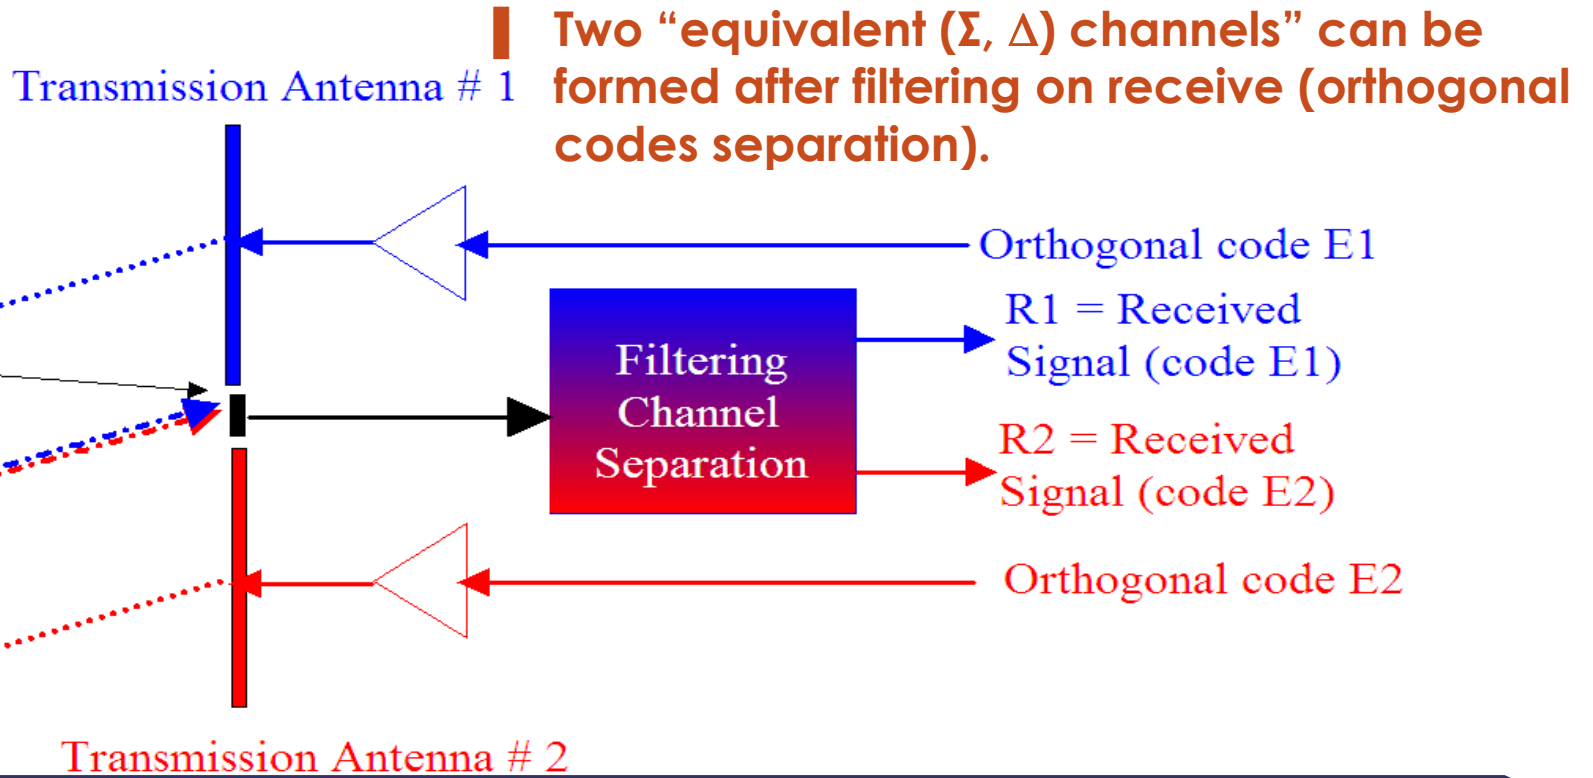 Two “equivalent (Σ, Δ) channels” can be
formed after filtering on receive (orthogonal
codes separation).
Transmission Antenna # 1
Orthogonal code E1
R1 = Received
Signal (code E1)
Filtering
Channel
Separation
R2 = Received
Signal (code E2)
Orthogonal code E2
Transmission Antenna # 2